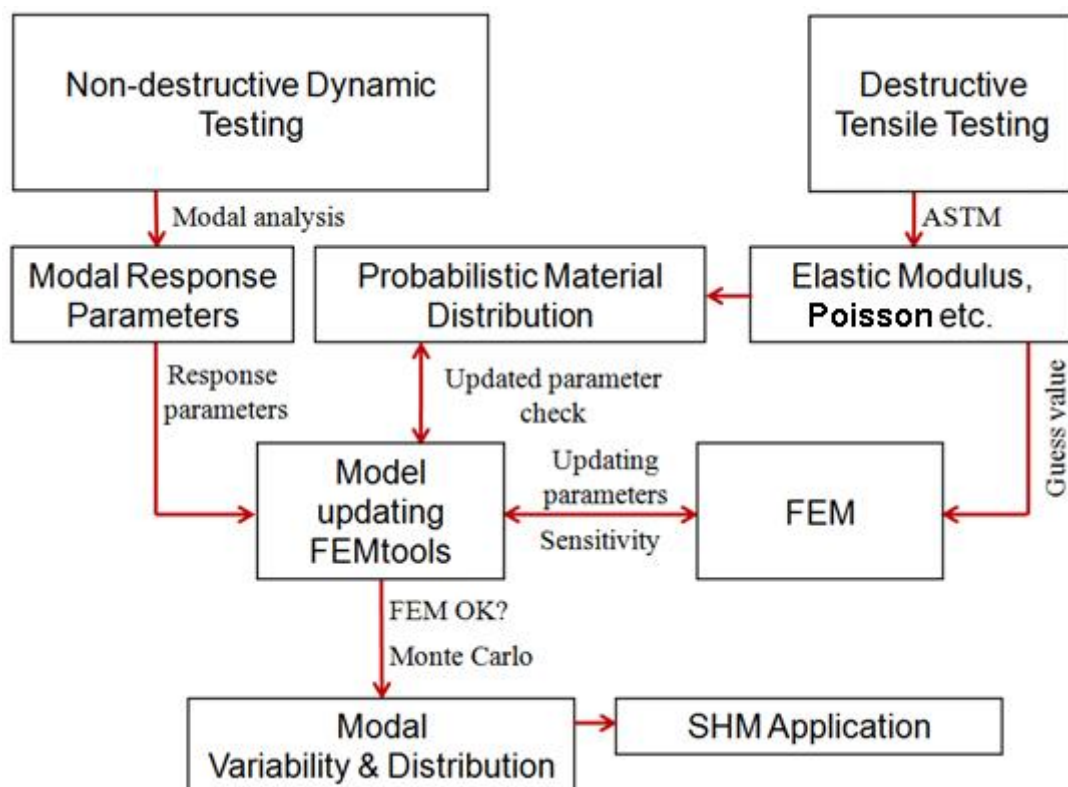 Non-destructive Dynamic
Testing
Destructive
Tensile Testing
Modal analysis
ASTM
Modal Response
Parameters
Probabilistic Material
Distribution
Elastic Modulus,
Poisson etc.
Response
parameters
Updated parameter
check
Guess value
Model
updating
FEMtools
Updating
parameters
Sensitivity
FEM
FEM OK?
Monte Carlo
Modal
Variability & Distribution
SHM Application